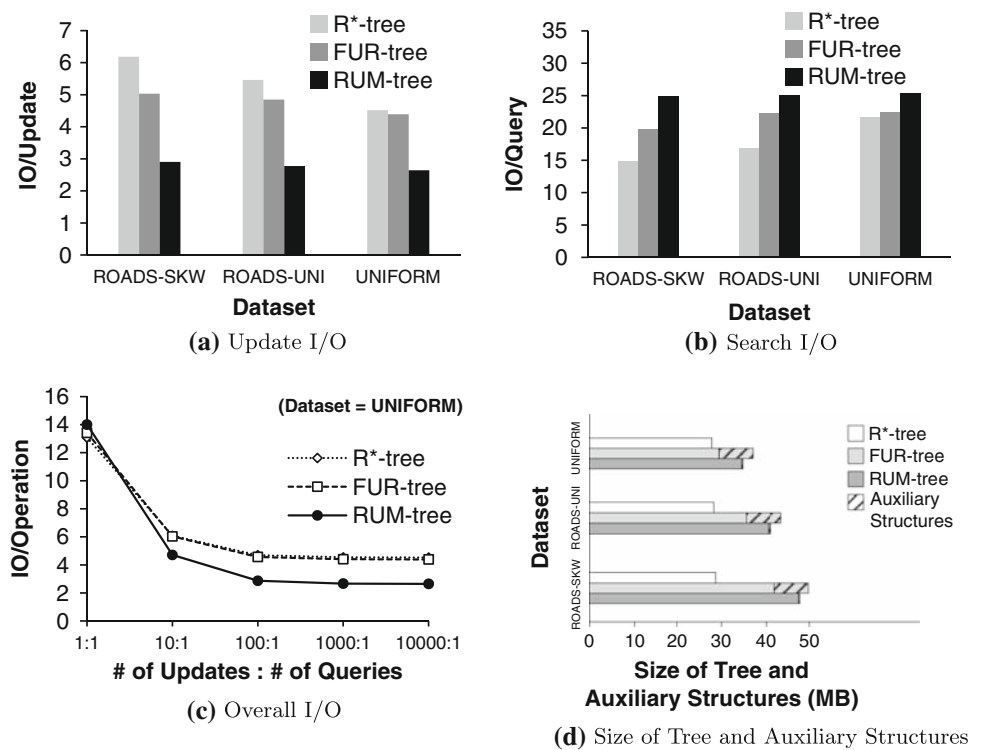 7
6
5
4
3
2
1
0
IO/Update
R*-tree
FUR-tree
RUM-tree
ROADS-SKW ROADS-UNI UNIFORM
Dataset
(a) Update I/O
35
30
25
20
15
10
5
0
IO/Query
R*-tree
FUR-tree
RUM-tree
ROADS-SKW ROADS-UNI UNIFORM
Dataset
(b) Search I/O
16
14
12
10
8
6
4
2
0
IO/Operation
(Dataset = UNIFORM)
R*-tree
FUR-tree
RUM-tree
1:1 10:1 100:1 1000:1 10000:1
# of Updates : # of Queries
(c) Overall I/O
Dataset
UNIFORM
ROADS-UNI
ROADS-SKW
R*-tree
FUR-tree
RUM-tree
Auxiliary
Structures
0 10 20 30 40 50
Size of Tree and
Auxiliary Structures (MB)
(d) Size of Tree and Auxiliary Structures